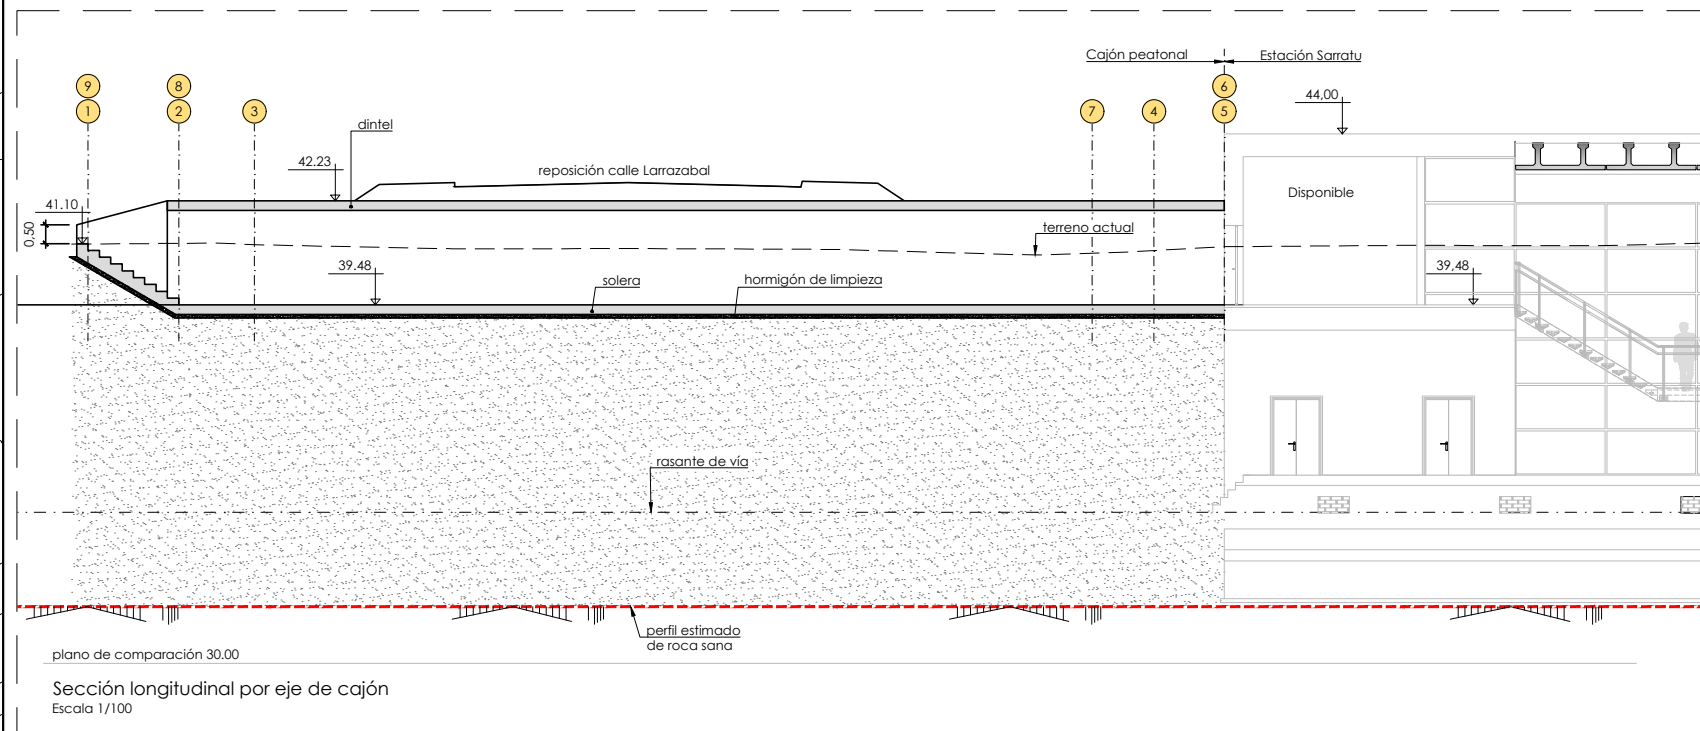 Cajón peatonal
Estación Sarratu
9
8
6
1
2
3
7
4
5
44,00
dintel
42.23
reposición calle Larrazabal
Disponible
41.10
0,50
terreno actual
39.48
39,48
solera
hormigón de limpieza
rasante de vía
perfil estimado
de roca sana
plano de comparación 30.00
Sección longitudinal por eje de cajón
Escala 1/100